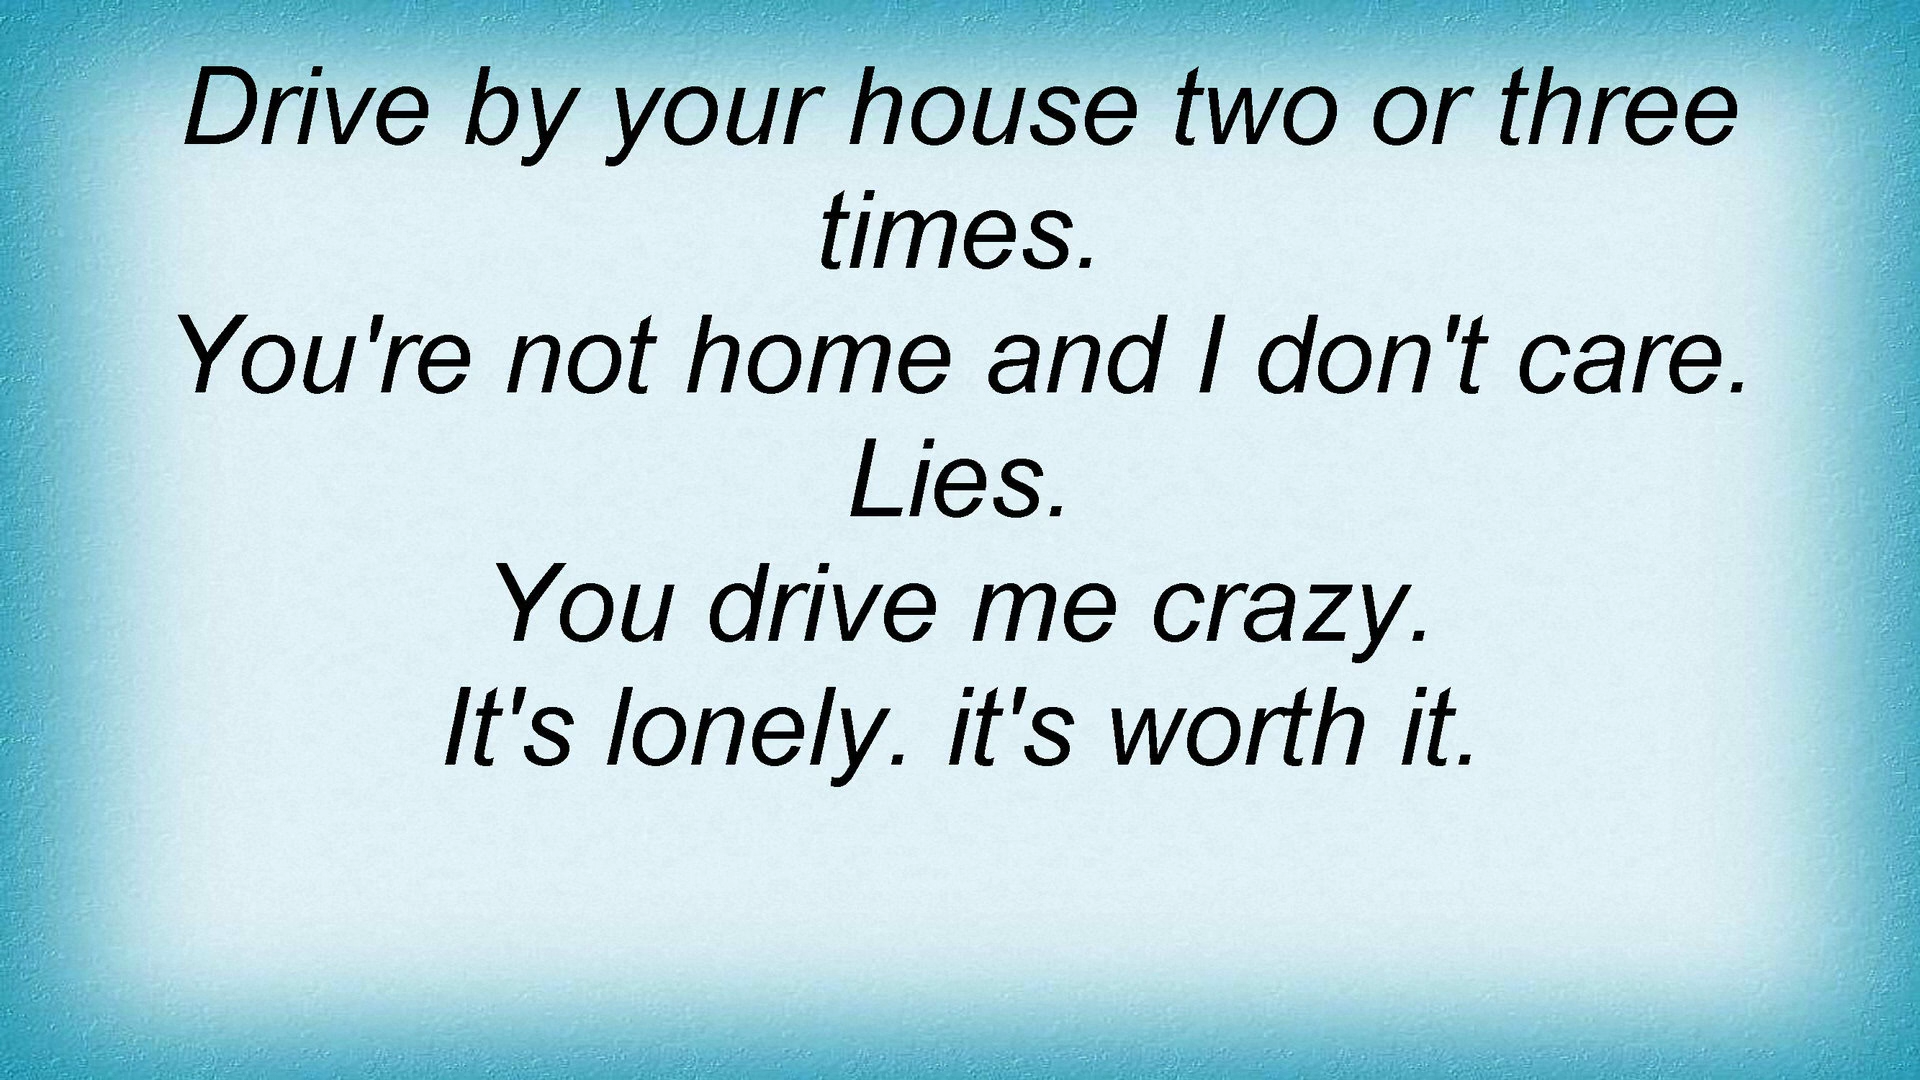 Drive by your house two or three
times.
You're not home and I don't care.
Lies.
You drive me crazy.
It's lonely. it's worth it.